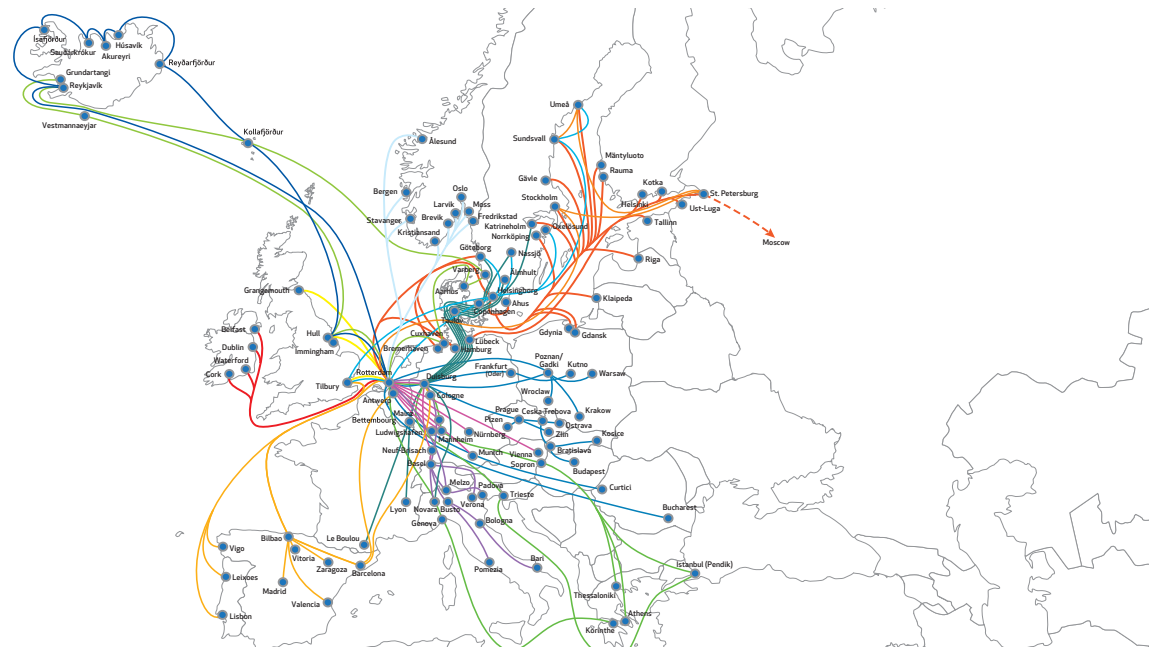 Ísafjörður
Sauðárkrókur
Húsavík
Akureyri
Reyðarfjörður
Grundartangi
Reykjavík
Vestmannaeyjar
Kollafjörður
Umeå
Sundsvall
Ålesund
Mäntyluoto
Rauma
Gävle
Kotka
Bergen
Oslo
Stockholm
Helsinki
St. Petersburg
Ust-Luga
Larvik
Moss
Stavanger
Brevik
Fredrikstad
Katrineholm
Oxelösund
Tallinn
Kristiansand
Norrköping
Moscow
Göteborg
Nässjö
Riga
Varberg
Älmhult
Grangemouth
Aarhus
Helsingborg
Åhus
Klaipeda
Copenhagen
Taulov
Belfast
Hull
Cuxhaven
Gdynia
Gdansk
Dublin
Immingham
Bremerhaven
Lübeck
Hamburg
Waterford
Poznan/
Gadki
Cork
Rotterdam
Frankfurt
(Oder)
Kutno
Warsaw
Tilbury
Duisburg
Antwerp
Cologne
Wroclaw
Mainz
Prague
Ceska-Trebova
Krakow
Bettembourg
Plzen
Ostrava
Ludwigshafen
Mannheim
Nürnberg
Zlin
Kosice
Neuf-Brisach
Munich
Vienna
Bratislava
Basel
Sopron
Budapest
Melzo
Padova
Curtici
Lyon
Novara
Busto
Verona
Trieste
Bucharest
Genova
Bologna
Bilbao
Le Boulou
Vigo
Vitoria
Bari
Zaragoza
Barcelona
Pomezia
Istanbul (Pendik)
Leixoes
Madrid
Thessaloniki
Valencia
Lisbon
Athens
Korinthe